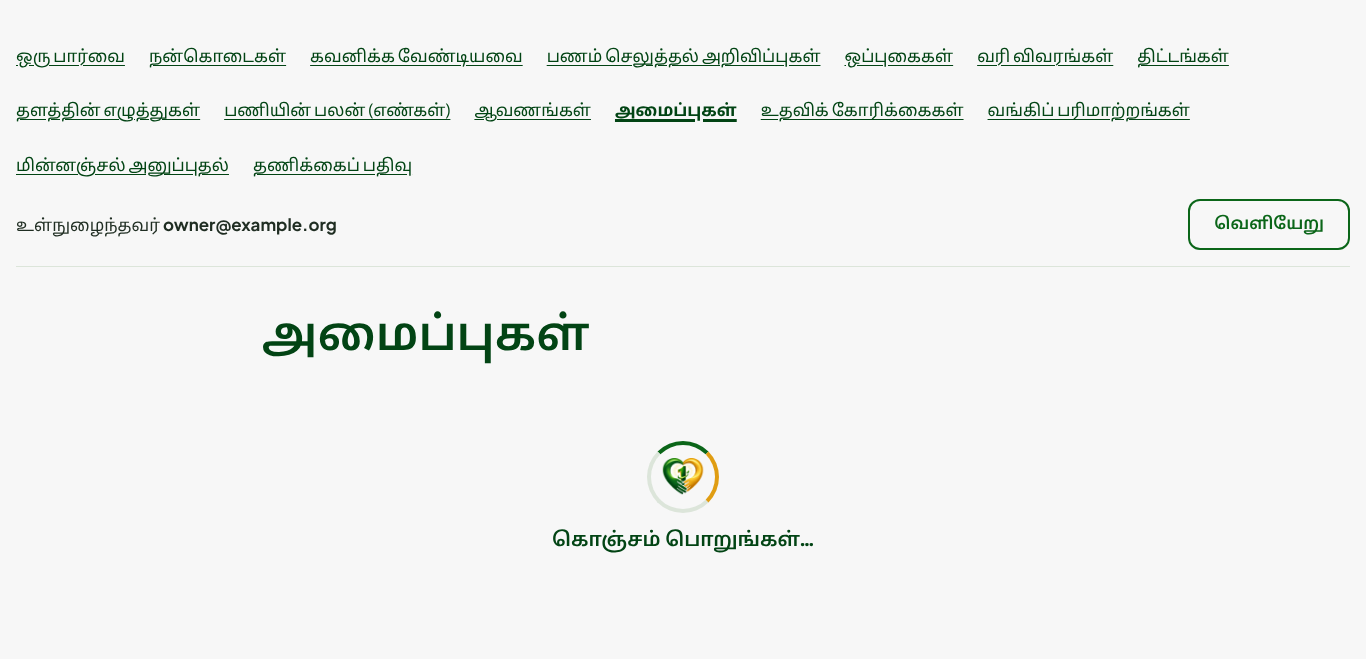 ஒரு பார்வை நன்கொடைகள் கவனிக்க வேண்டியவை பணம் செலுத்தல் அறிவிப்புகள் ஒப்புகைகள் வரி விவரங்கள் திட்டங்கள்
தளத்தின் எழுத்துகள் பணியின் பலன் (எண்கள்) ஆவணங்கள் அமைப்புகள் உதவிக் கோரிக்கைகள் வங்கிப் பரிமாற்றங்கள்
மின்னஞ்சல் அனுப்புதல் தணிக்கைப் பதிவு
உள்நுழைந்தவர் owner@example.org வெளியேறு
அமைப்புகள்
கொஞ்சம் பொறுங்கள்…